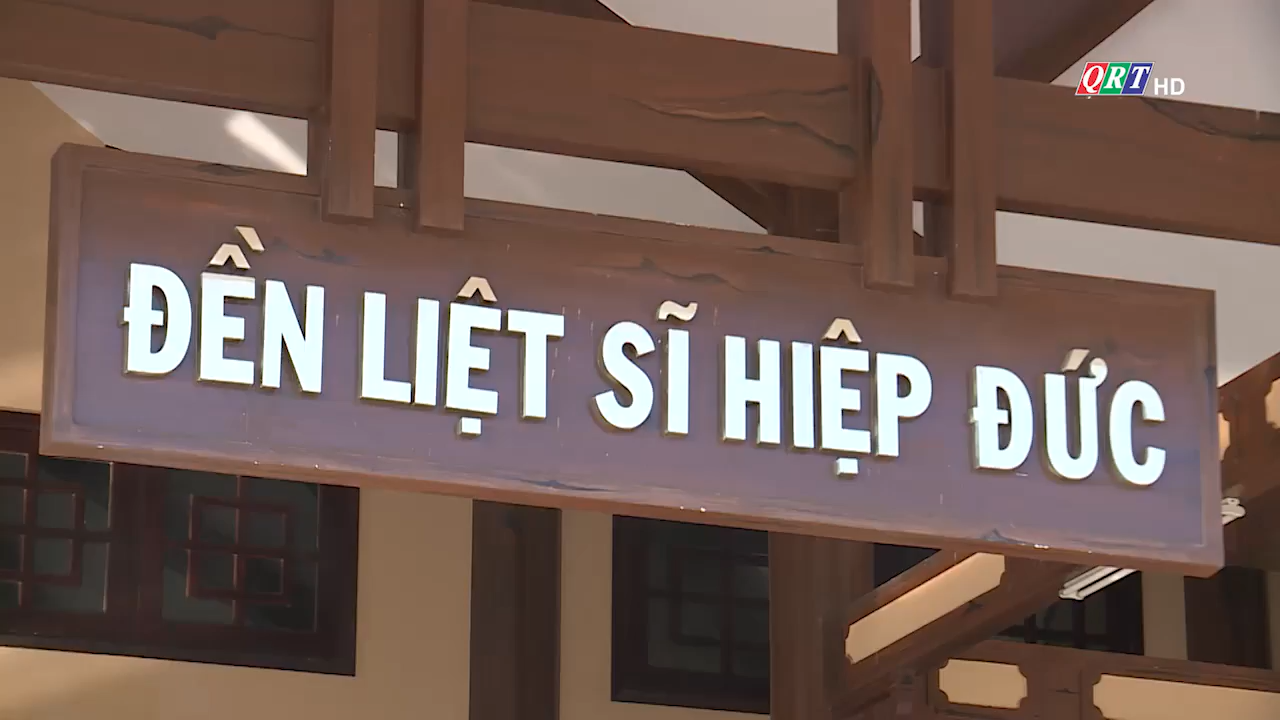 QRT HD
ĐỀN LIỆT SĨ HIỆP ĐỨC